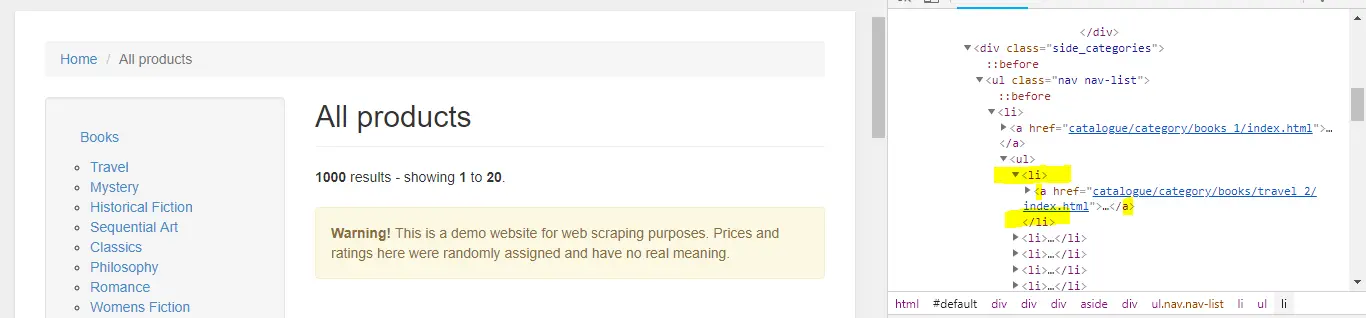 Home / All products
Books
Travel
Mystery
Historical Fiction
Sequential Art
Classics
Philosophy
Romance
Womens Fiction
All products
1000 results - showing 1 to 20.
Warning! This is a demo website for web scraping purposes. Prices and
ratings here were randomly assigned and have no real meaning.
</div>
<div class="side_categories">
::before
<ul class="nav nav-list">
::before
<li>
<a href="catalogue/category/books_1/index.html">…
</a>
<ul>
<li>
<a href="catalogue/category/books/travel_2/
index.html">…</a>
</li>
<li>…</li>
<li>…</li>
<li>…</li>
<li>…</li>
html #default div div div aside div ul.nav.nav-list li ul li